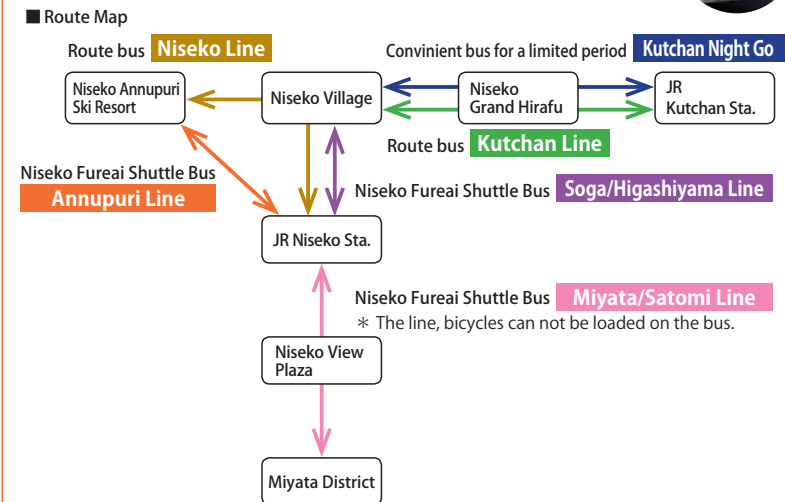 ■ Route Map
Route bus Niseko Line
Convinient bus for a limited period Kutchan Night Go
Niseko Annupuri
Ski Resort
Niseko Village
Niseko
Grand Hirafu
JR
Kutchan Sta.
Route bus Kutchan Line
Niseko Fureai Shuttle Bus
Annupuri Line
Niseko Fureai Shuttle Bus Soga/Higashiyama Line
JR Niseko Sta.
Niseko Fureai Shuttle Bus Miyata/Satomi Line
＊ The line, bicycles can not be loaded on the bus.
Niseko View
Plaza
Miyata District